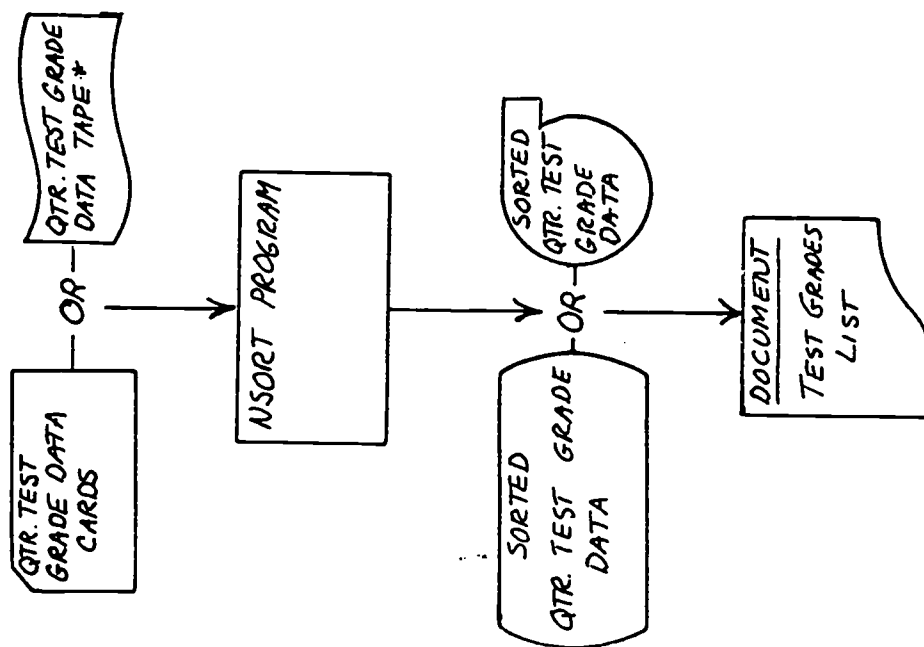 QTR. TEST
GRADE DATA
CARDS
OR
QTR. TEST GRADE
DATA TAPE*
NSORT PROGRAM
SORTED
QTR. TEST GRADE
DATA
OR
SORTED
QTR. TEST
GRADE
DATA
DOCUMENT
TEST GRADES
LIST